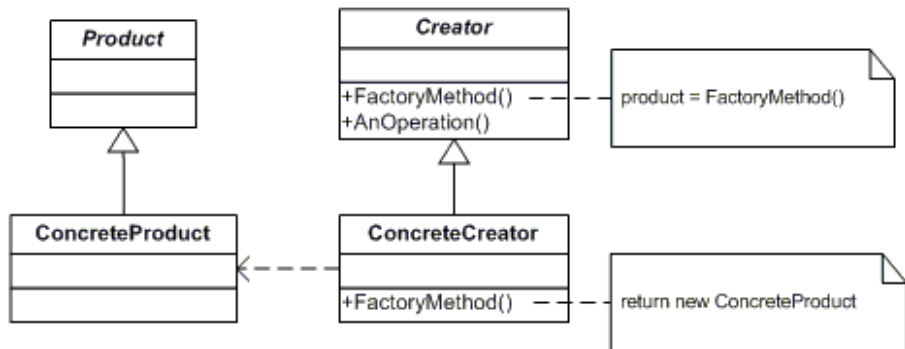 Product
Creator
+FactoryMethod()
+AnOperation()
product = FactoryMethod()
ConcreteProduct
ConcreteCreator
+FactoryMethod()
return new ConcreteProduct